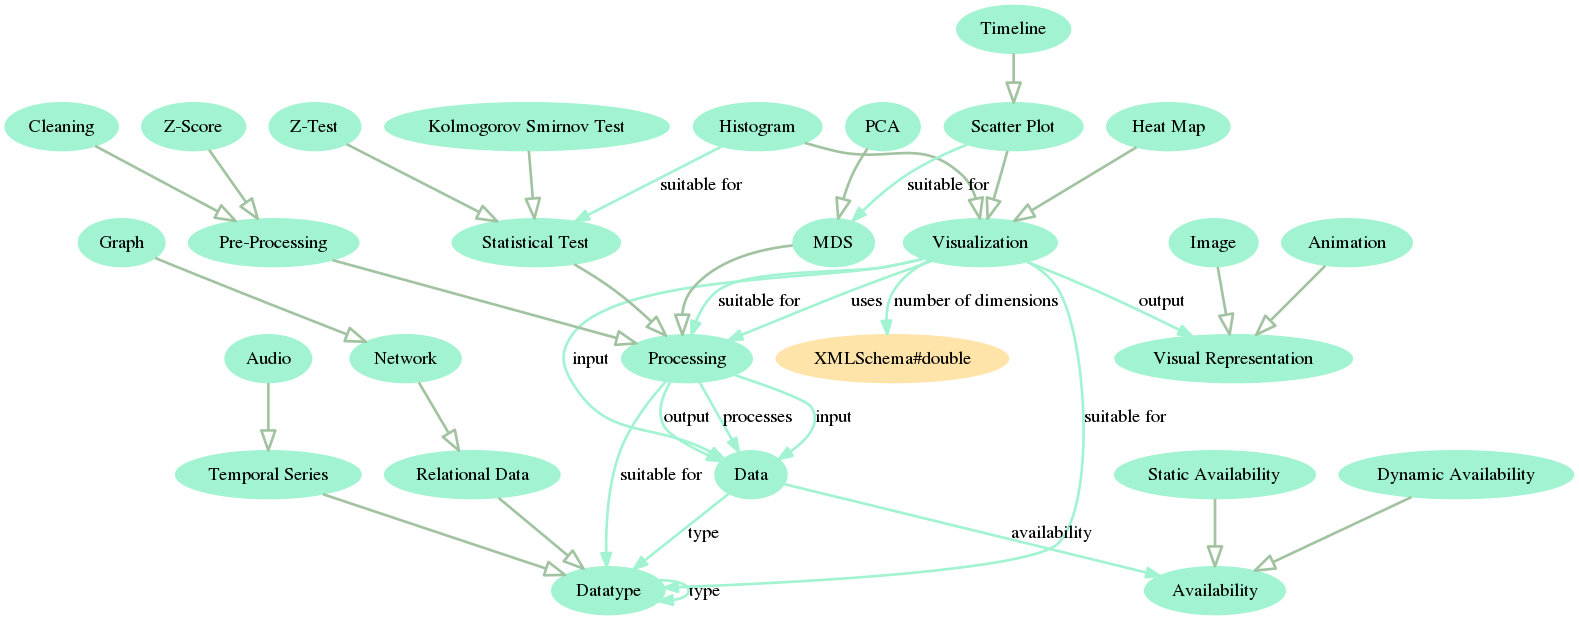 Timeline
Cleaning
Z-Score
Z-Test
Kolmogorov Smirnov Test
Histogram
PCA
Scatter Plot
Heat Map
suitable for
suitable for
Graph
Pre-Processing
Statistical Test
MDS
Visualization
Image
Animation
suitable for
uses
number of dimensions
output
Audio
Network
input
Processing
XMLSchema#double
Visual Representation
output
processes
input
suitable for
Temporal Series
Relational Data
suitable for
Data
Static Availability
Dynamic Availability
type
availability
Datatype
type
Availability